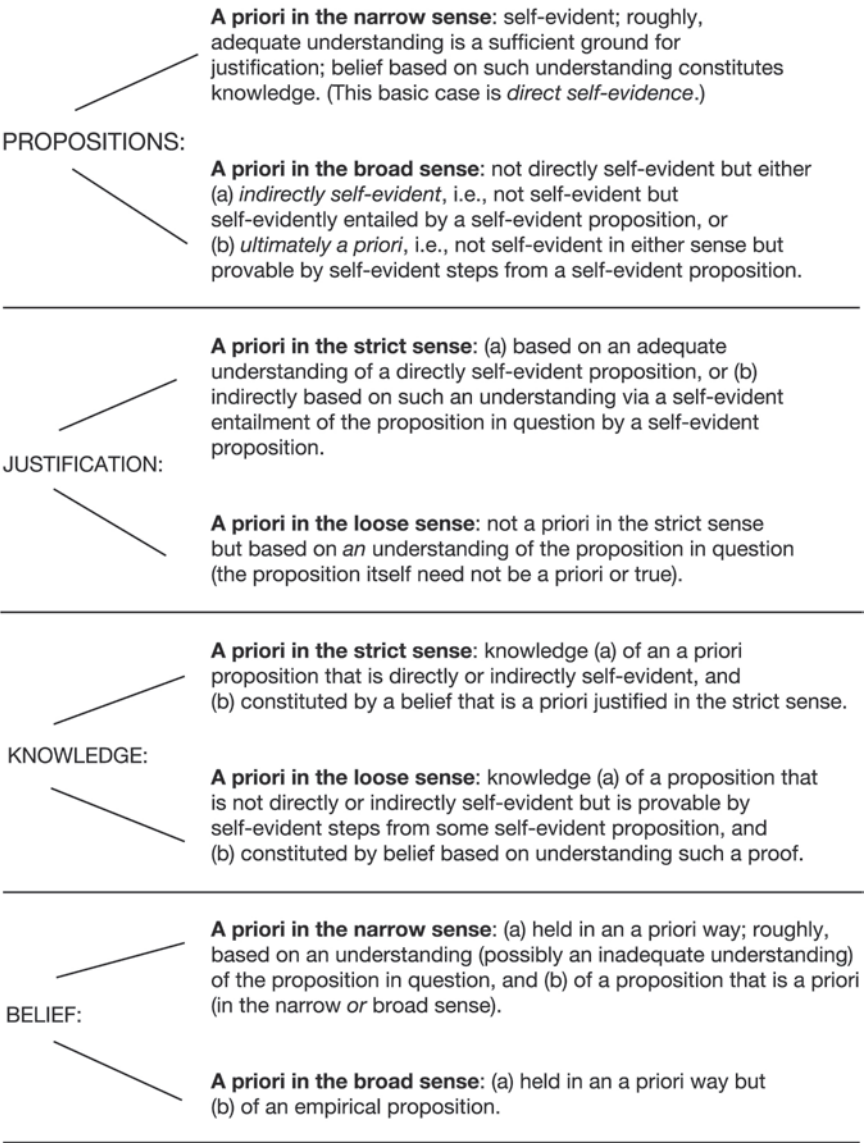 A priori in the narrow sense: self-evident; roughly,
adequate understanding is a sufficient ground for
justification; belief based on such understanding constitutes
knowledge. (This basic case is direct self-evidence.)
PROPOSITIONS:
A priori in the broad sense: not directly self-evident but either
(a) indirectly self-evident, i.e., not self-evident but
self-evidently entailed by a self-evident proposition, or
(b) ultimately a priori, i.e., not self-evident in either sense but
provable by self-evident steps from a self-evident proposition.
A priori in the strict sense: (a) based on an adequate
understanding of a directly self-evident proposition, or (b)
indirectly based on such an understanding via a self-evident
entailment of the proposition in question by a self-evident
proposition.
JUSTIFICATION:
A priori in the loose sense: not a priori in the strict sense
but based on an understanding of the proposition in question
(the proposition itself need not be a priori or true).
A priori in the strict sense: knowledge (a) of an a priori
proposition that is directly or indirectly self-evident, and
(b) constituted by a belief that is a priori justified in the strict sense.
KNOWLEDGE:
A priori in the loose sense: knowledge (a) of a proposition that
is not directly or indirectly self-evident but is provable by
self-evident steps from some self-evident proposition, and
(b) constituted by belief based on understanding such a proof.
A priori in the narrow sense: (a) held in an a priori way; roughly,
based on an understanding (possibly an inadequate understanding)
of the proposition in question, and (b) of a proposition that is a priori
(in the narrow or broad sense).
BELIEF:
A priori in the broad sense: (a) held in an a priori way but
(b) of an empirical proposition.